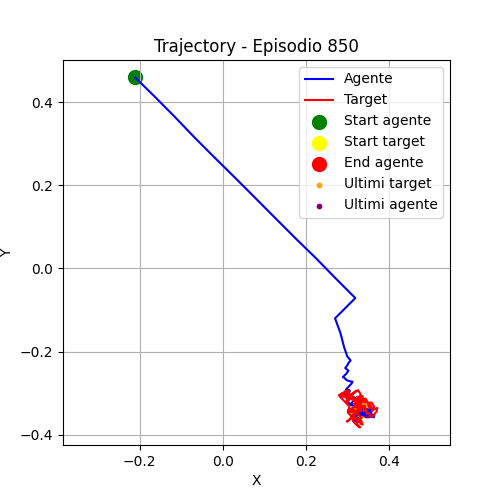 Trajectory - Episodio 850
Agente
Target
Start agente
Start target
End agente
Ultimi target
Ultimi agente
0.4
0.2
0.0
−0.2
−0.4
Y
−0.2
0.0
0.2
0.4
X